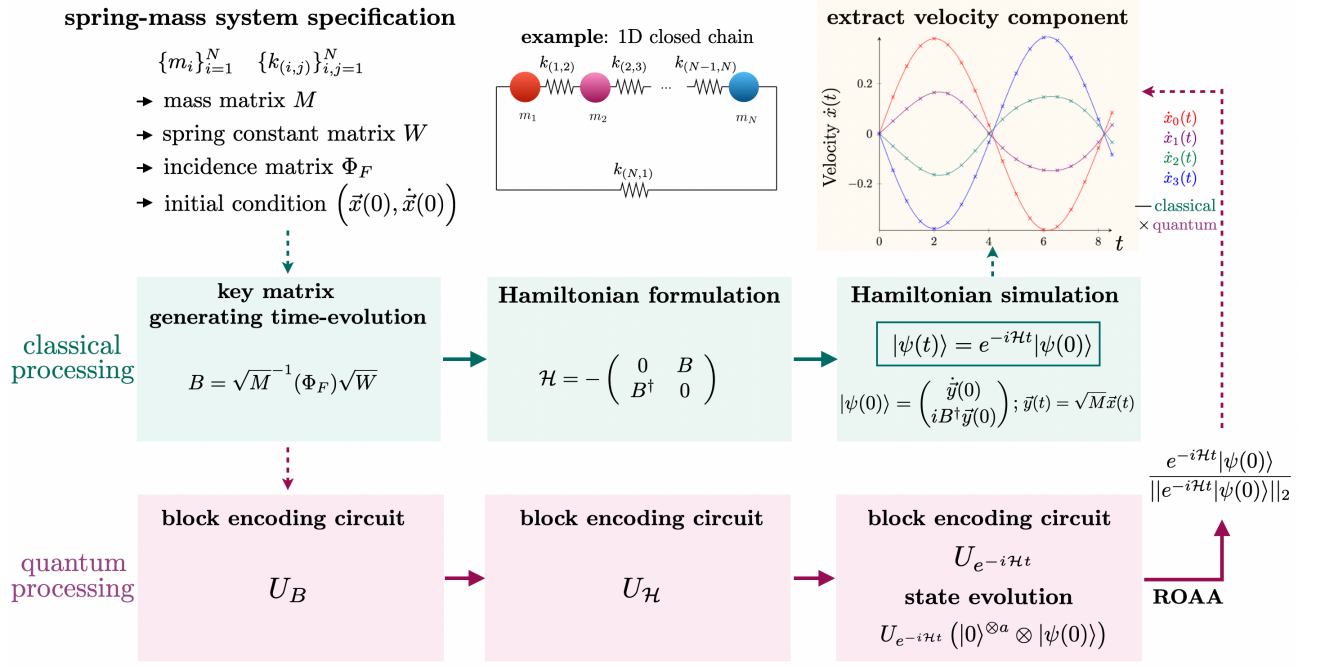 spring-mass system specification
{m_i}_{i=1}^N {k_{(i,j)}}_{i,j=1}^N
mass matrix M
spring constant matrix W
incidence matrix Φ_F
initial condition (x⃗(0), ẋ⃗(0))
example: 1D closed chain
k_{(1,2)} k_{(2,3)} k_{(N−1,N)}
...
m_1 m_2 m_N
k_{(N,1)}
extract velocity component
Velocity ẋ(t)
0.2
0
−0.2
0 2 4 6 8 t
ẋ_0(t)
ẋ_1(t)
ẋ_2(t)
ẋ_3(t)
— classical
× quantum
classical
processing
key matrix
generating time-evolution
B = √M^{−1}(Φ_F)√W
Hamiltonian formulation
ℋ = − ( 0 B
B† 0 )
Hamiltonian simulation
|ψ(t)⟩ = e^{−iℋt}|ψ(0)⟩
|ψ(0)⟩ = ( ẏ⃗(0)
iB†y⃗(0) ) ; y⃗(t) = √M x⃗(t)
quantum
processing
block encoding circuit
U_B
block encoding circuit
U_ℋ
block encoding circuit
U_{e^{−iℋt}}
state evolution
U_{e^{−iℋt}} (|0⟩^{⊗a} ⊗ |ψ(0)⟩)
ROAA
e^{−iℋt}|ψ(0)⟩
||e^{−iℋt}|ψ(0)⟩||_2